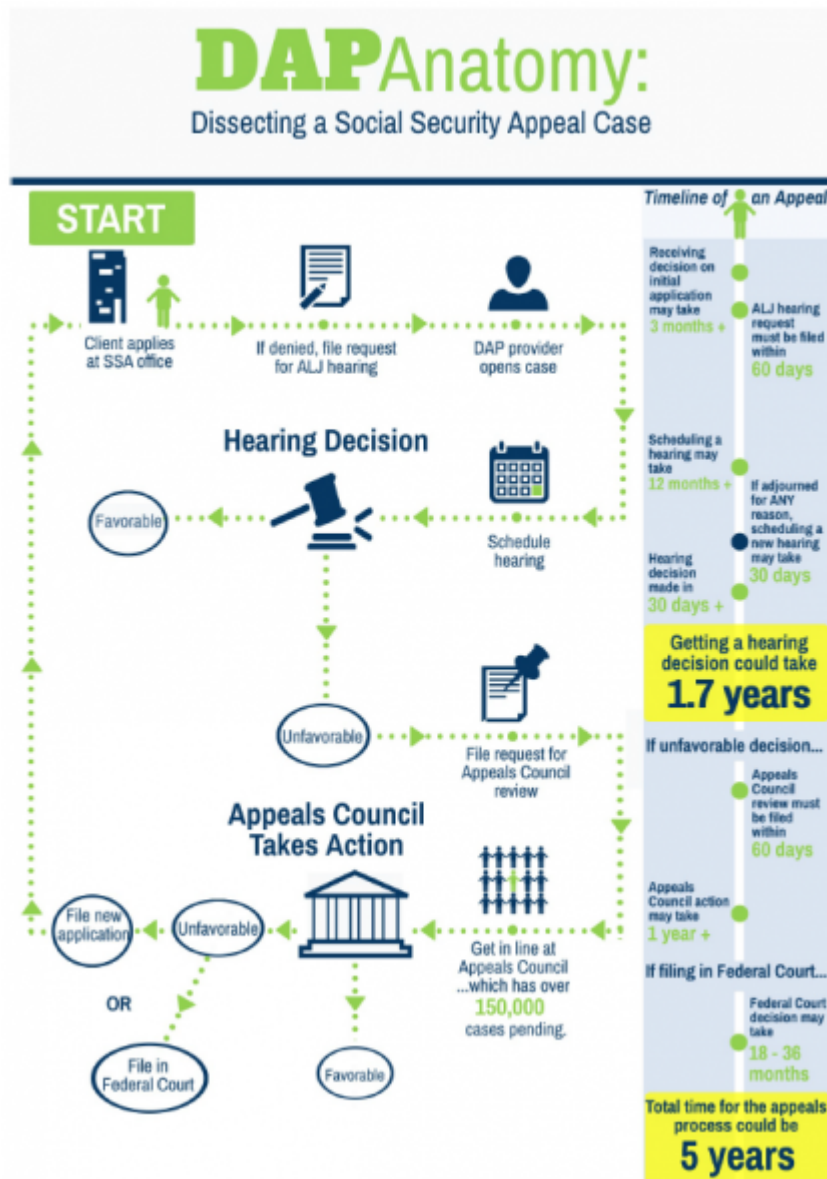 DAPAnatomy:
Dissecting a Social Security Appeal Case
START
Client applies
at SSA office
If denied, file request
for ALJ hearing
DAP provider
opens case
Hearing Decision
Favorable
Schedule
hearing
Unfavorable
File request for
Appeals Council
review
Appeals Council
Takes Action
File new
application
Unfavorable
Get in line at
Appeals Council
...which has over
150,000
cases pending.
OR
File in
Federal Court
Favorable
Timeline of an Appeal
Receiving
decision on
initial
application
may take
3 months +
ALJ hearing
request
must be filed
within
60 days
Scheduling a
hearing may
take
12 months +
If adjourned
for ANY
reason,
scheduling a
new hearing
may take
30 days
Hearing
decision
made in
30 days +
Getting a hearing
decision could take
1.7 years
If unfavorable decision...
Appeals
Council
review must
be filed
within
60 days
Appeals
Council action
may take
1 year +
If filing in Federal Court...
Federal Court
decision may
take
18 - 36
months
Total time for the appeals
process could be
5 years